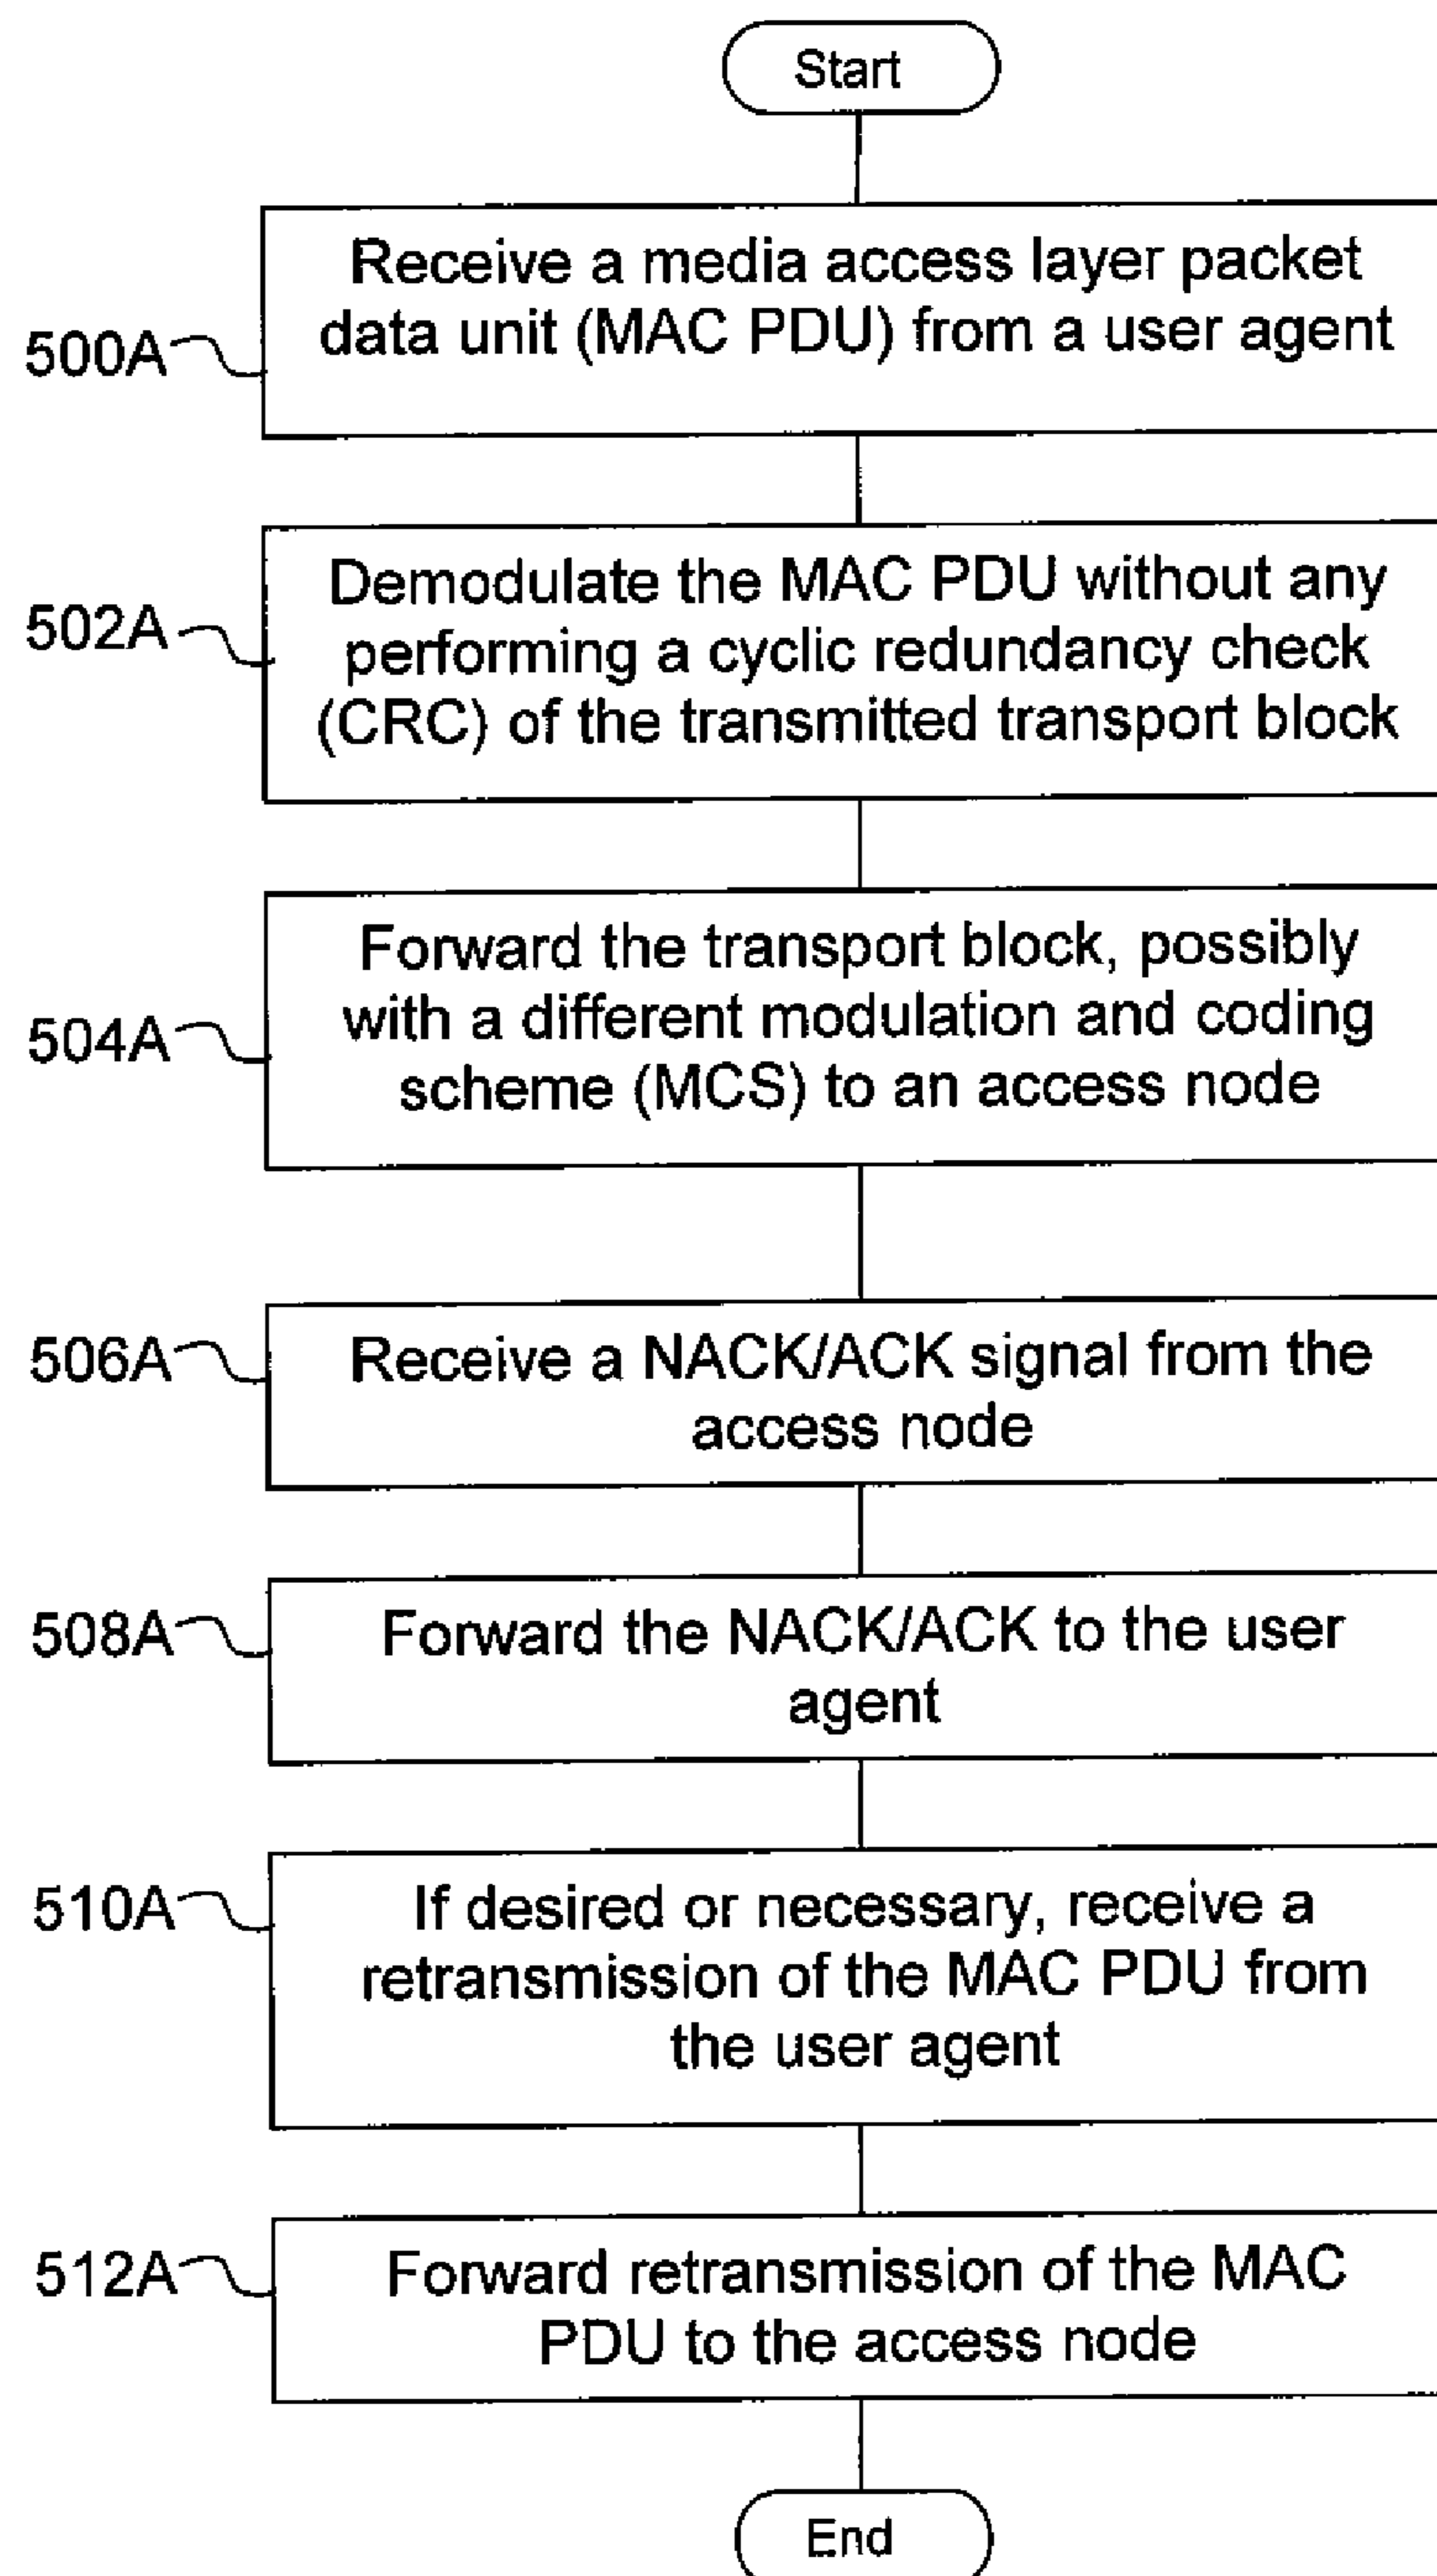 Start
Receive a media access layer packet
data unit (MAC PDU) from a user agent
500A
Demodulate the MAC PDU without any
performing a cyclic redundancy check
(CRC) of the transmitted transport block
502A
Forward the transport block, possibly
with a different modulation and coding
scheme (MCS) to an access node
504A
Receive a NACK/ACK signal from the
access node
506A
Forward the NACK/ACK to the user
agent
508A
If desired or necessary, receive a
retransmission of the MAC PDU from
the user agent
510A
Forward retransmission of the MAC
PDU to the access node
512A
End